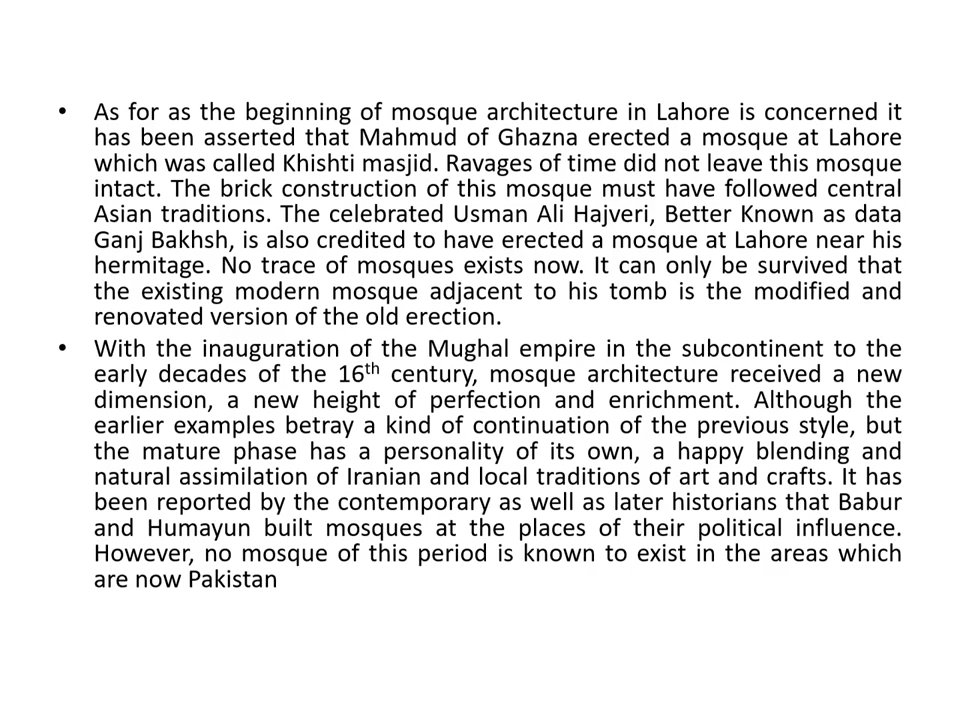 • As for as the beginning of mosque architecture in Lahore is concerned it
has been asserted that Mahmud of Ghazna erected a mosque at Lahore
which was called Khishti masjid. Ravages of time did not leave this mosque
intact. The brick construction of this mosque must have followed central
Asian traditions. The celebrated Usman Ali Hajveri, Better Known as data
Ganj Bakhsh, is also credited to have erected a mosque at Lahore near his
hermitage. No trace of mosques exists now. It can only be survived that
the existing modern mosque adjacent to his tomb is the modified and
renovated version of the old erection.
• With the inauguration of the Mughal empire in the subcontinent to the
early decades of the 16th century, mosque architecture received a new
dimension, a new height of perfection and enrichment. Although the
earlier examples betray a kind of continuation of the previous style, but
the mature phase has a personality of its own, a happy blending and
natural assimilation of Iranian and local traditions of art and crafts. It has
been reported by the contemporary as well as later historians that Babur
and Humayun built mosques at the places of their political influence.
However, no mosque of this period is known to exist in the areas which
are now Pakistan